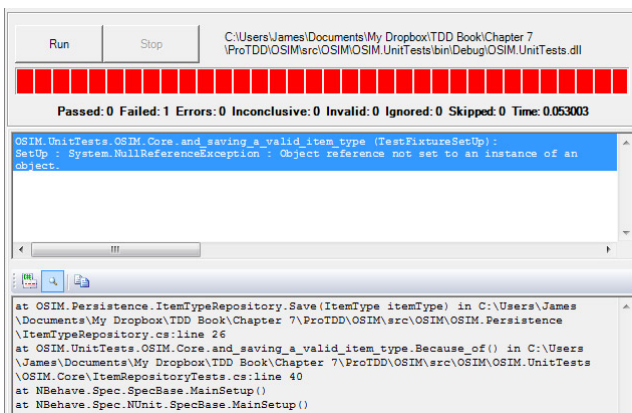 Run
Stop
C:\Users\James\Documents\My Dropbox\TDD Book\Chapter 7
\ProTDD\OSIM\src\OSIM\OSIM.UnitTests\bin\Debug\OSIM.UnitTests.dll
Passed: 0 Failed: 1 Errors: 0 Inconclusive: 0 Invalid: 0 Ignored: 0 Skipped: 0 Time: 0.053003
OSIM.UnitTests.OSIM.Core.and_saving_a_valid_item_type (TestFixtureSetUp):
SetUp : System.NullReferenceException : Object reference not set to an instance of an
object.
at OSIM.Persistence.ItemTypeRepository.Save(ItemType itemType) in C:\Users\James
\Documents\My Dropbox\TDD Book\Chapter 7\ProTDD\OSIM\src\OSIM\OSIM.Persistence
\ItemTypeRepository.cs:line 26
at OSIM.UnitTests.OSIM.Core.and_saving_a_valid_item_type.Because_of() in C:\Users
\James\Documents\My Dropbox\TDD Book\Chapter 7\ProTDD\OSIM\src\OSIM\OSIM.UnitTests
\OSIM.Core\ItemRepositoryTests.cs:line 40
at NBehave.Spec.SpecBase.MainSetup()
at NBehave.Spec.NUnit.SpecBase.MainSetup()